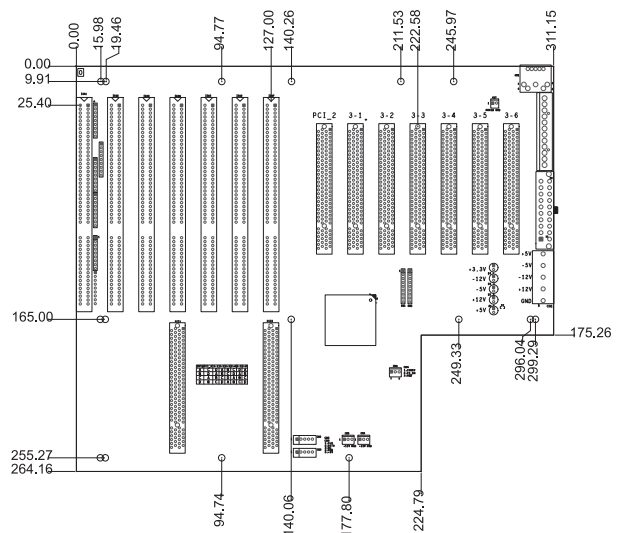 0.00
15.98
19.46
94.77
127.00
140.26
211.53
222.58
245.97
311.15
0.00
9.91
25.40
PCI_2 3-1 3-2 3-3 3-4 3-5 3-6
+5V
-5V
-12V
+12V
GND
+3.3V
-12V
-5V
+12V
+5V
165.00
175.26
249.33
296.04
299.29
255.27
264.16
94.74
140.06
177.80
224.79